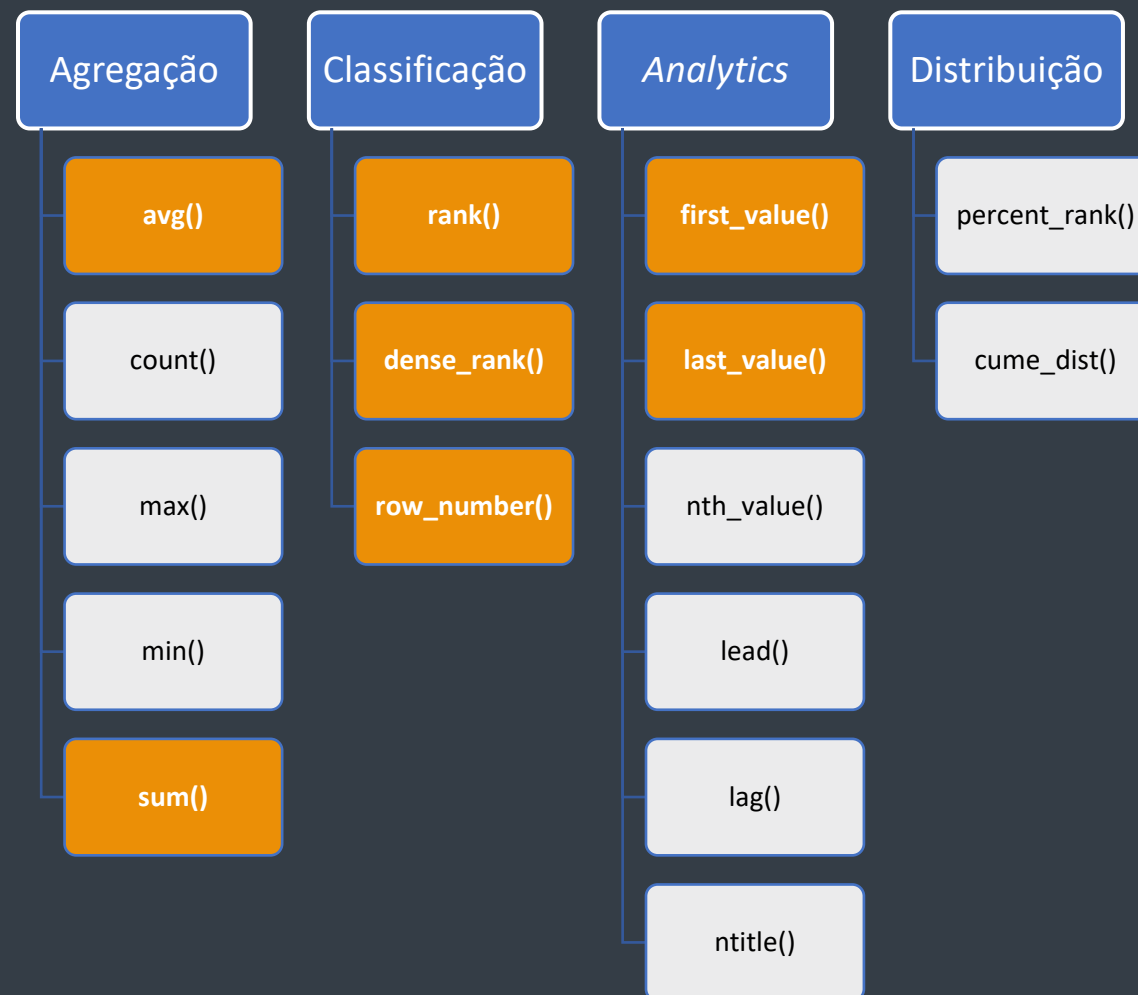 Agregação
avg()
count()
max()
min()
sum()
Classificação
rank()
dense_rank()
row_number()
Analytics
first_value()
last_value()
nth_value()
lead()
lag()
ntitle()
Distribuição
percent_rank()
cume_dist()